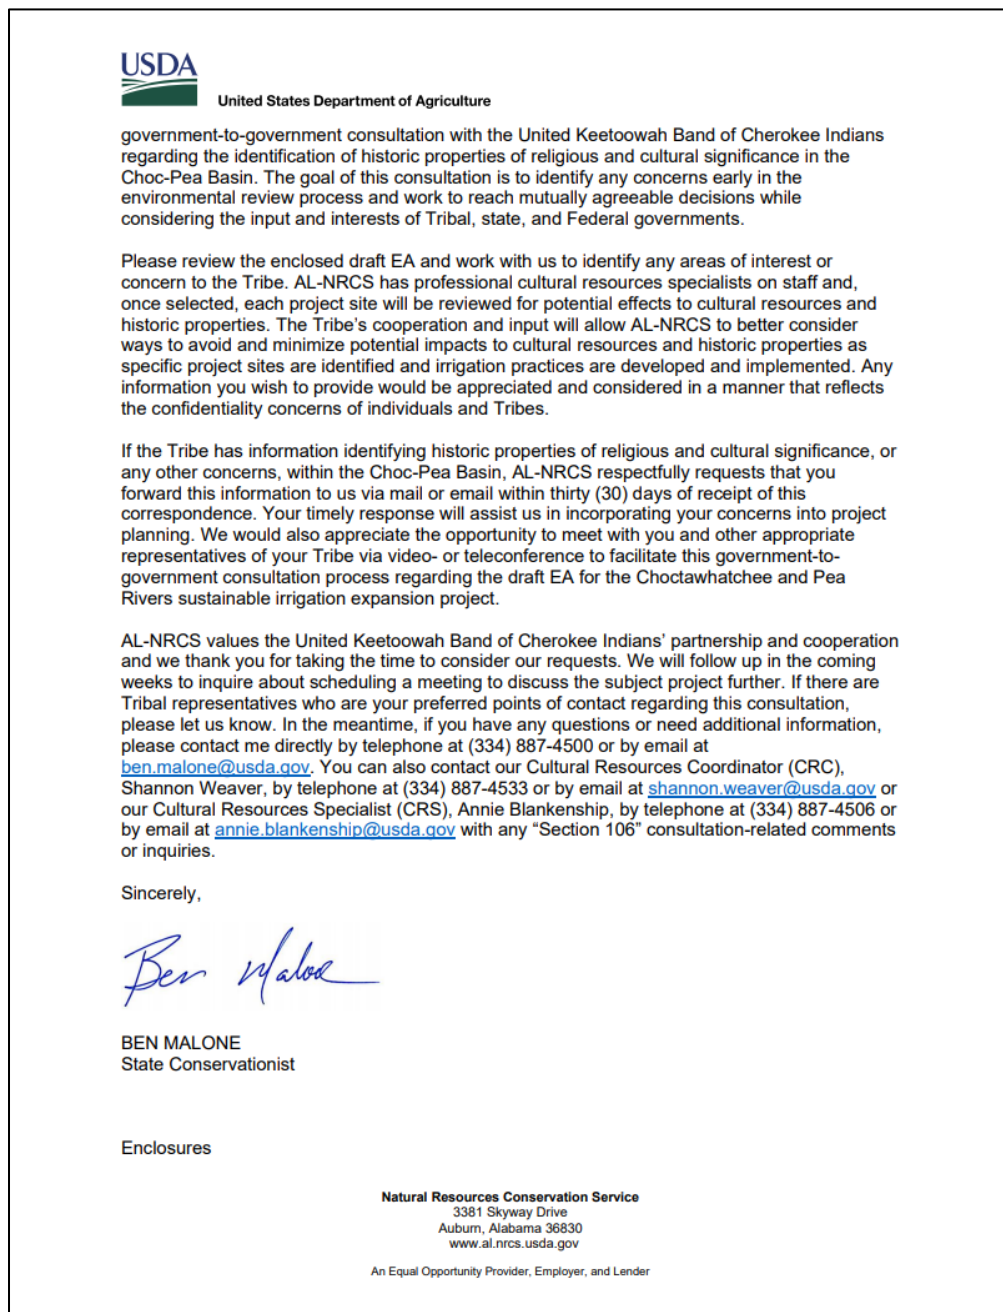 USDA
United States Department of Agriculture
government-to-government consultation with the United Keetoowah Band of Cherokee Indians
regarding the identification of historic properties of religious and cultural significance in the
Choc-Pea Basin. The goal of this consultation is to identify any concerns early in the
environmental review process and work to reach mutually agreeable decisions while
considering the input and interests of Tribal, state, and Federal governments.
Please review the enclosed draft EA and work with us to identify any areas of interest or
concern to the Tribe. AL-NRCS has professional cultural resources specialists on staff and,
once selected, each project site will be reviewed for potential effects to cultural resources and
historic properties. The Tribe's cooperation and input will allow AL-NRCS to better consider
ways to avoid and minimize potential impacts to cultural resources and historic properties as
specific project sites are identified and irrigation practices are developed and implemented. Any
information you wish to provide would be appreciated and considered in a manner that reflects
the confidentiality concerns of individuals and Tribes.
If the Tribe has information identifying historic properties of religious and cultural significance, or
any other concerns, within the Choc-Pea Basin, AL-NRCS respectfully requests that you
forward this information to us via mail or email within thirty (30) days of receipt of this
correspondence. Your timely response will assist us in incorporating your concerns into project
planning. We would also appreciate the opportunity to meet with you and other appropriate
representatives of your Tribe via video- or teleconference to facilitate this government-to-
government consultation process regarding the draft EA for the Choctawhatchee and Pea
Rivers sustainable irrigation expansion project.
AL-NRCS values the United Keetoowah Band of Cherokee Indians' partnership and cooperation
and we thank you for taking the time to consider our requests. We will follow up in the coming
weeks to inquire about scheduling a meeting to discuss the subject project further. If there are
Tribal representatives who are your preferred points of contact regarding this consultation,
please let us know. In the meantime, if you have any questions or need additional information,
please contact me directly by telephone at (334) 887-4500 or by email at
ben.malone@usda.gov. You can also contact our Cultural Resources Coordinator (CRC),
Shannon Weaver, by telephone at (334) 887-4533 or by email at shannon.weaver@usda.gov or
our Cultural Resources Specialist (CRS), Annie Blankenship, by telephone at (334) 887-4506 or
by email at annie.blankenship@usda.gov with any “Section 106” consultation-related comments
or inquiries.
Sincerely,
Ben Malone
BEN MALONE
State Conservationist
Enclosures
Natural Resources Conservation Service
3381 Skyway Drive
Auburn, Alabama 36830
www.al.nrcs.usda.gov
An Equal Opportunity Provider, Employer, and Lender